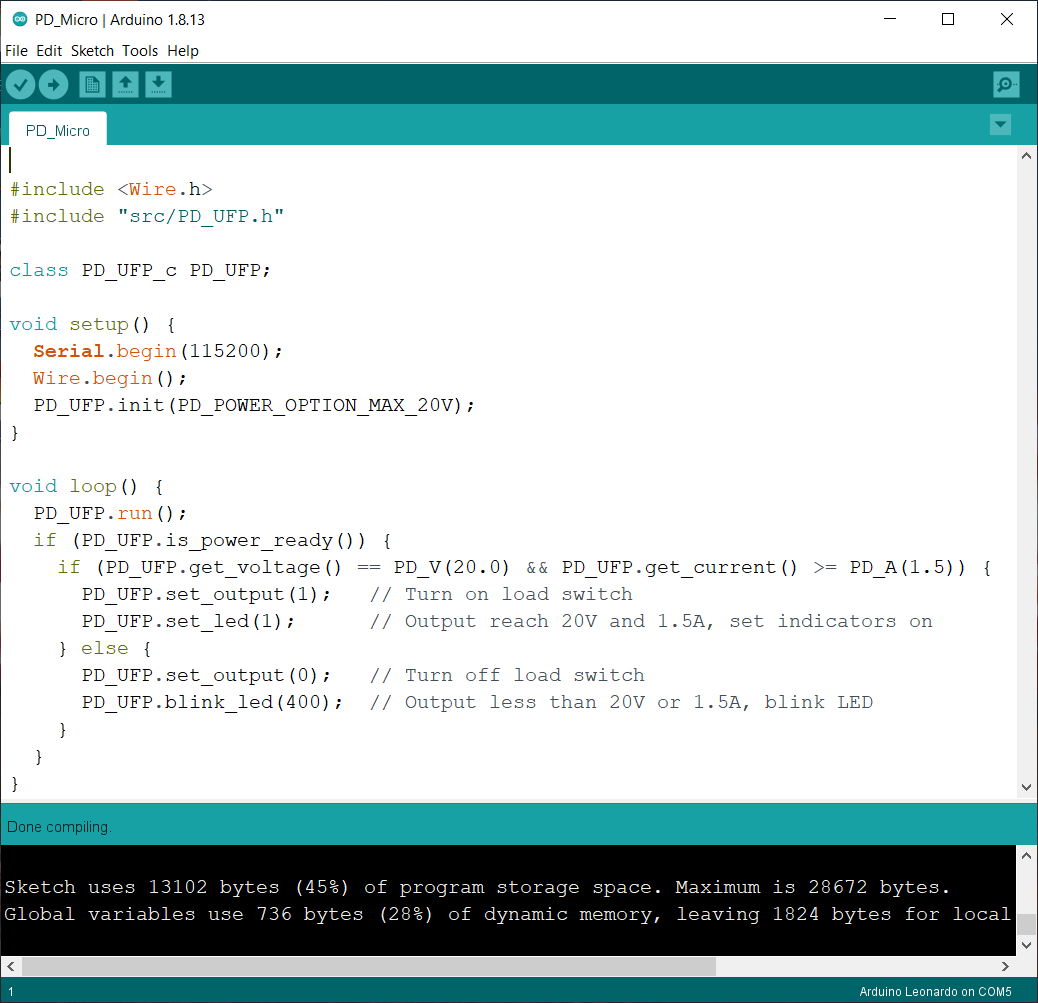 PD_Micro | Arduino 1.8.13
File Edit Sketch Tools Help
PD_Micro
#include <Wire.h>
#include "src/PD_UFP.h"
class PD_UFP_c PD_UFP;
void setup() {
  Serial.begin(115200);
  Wire.begin();
  PD_UFP.init(PD_POWER_OPTION_MAX_20V);
}
void loop() {
  PD_UFP.run();
  if (PD_UFP.is_power_ready()) {
    if (PD_UFP.get_voltage() == PD_V(20.0) && PD_UFP.get_current() >= PD_A(1.5)) {
      PD_UFP.set_output(1);   // Turn on load switch
      PD_UFP.set_led(1);      // Output reach 20V and 1.5A, set indicators on
    } else {
      PD_UFP.set_output(0);   // Turn off load switch
      PD_UFP.blink_led(400);  // Output less than 20V or 1.5A, blink LED
    }
  }
}
Done compiling.
Sketch uses 13102 bytes (45%) of program storage space. Maximum is 28672 bytes.
Global variables use 736 bytes (28%) of dynamic memory, leaving 1824 bytes for local
1 Arduino Leonardo on COM5